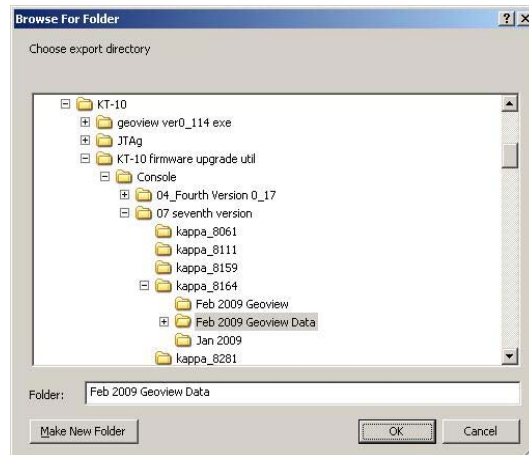 Browse For Folder
Choose export directory
KT-10
geoview ver0_114 exe
JTAg
KT-10 firmware upgrade util
Console
04_Fourth Version 0_17
07 seventh version
kappa_8061
kappa_8111
kappa_8159
kappa_8164
Feb 2009 Geoview
Feb 2009 Geoview Data
Jan 2009
kappa_8281
Folder: Feb 2009 Geoview Data
Make New Folder OK Cancel